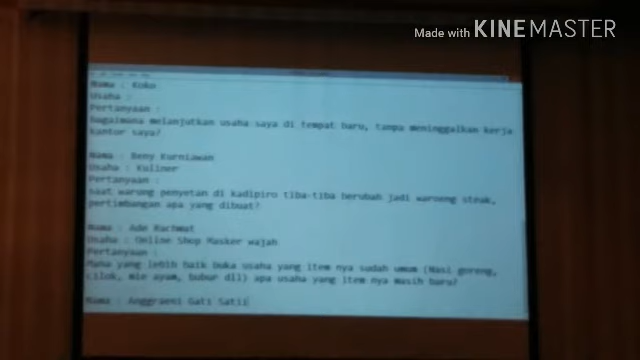 Made with KINEMASTER
Nama : Koko
Usaha :
Pertanyaan :
bagaimana melanjutkan usaha saya di tempat baru, tanpa meninggalkan kerja
kantor saya?
Nama : Beny Kurniawan
Usaha : Kuliner
Pertanyaan :
saat warung penyetan di kadipiro tiba-tiba berubah jadi waroeng steak,
pertimbangan apa yang dibuat?
Nama : Ade Rachmat
Usaha : Online Shop Masker wajah
Pertanyaan :
Mana yang lebih baik buka usaha yang item nya sudah umum (Nasi goreng,
cilok, mie ayam, bubur dll) apa usaha yang item nya masih baru?
Nama : Anggraeni Gati